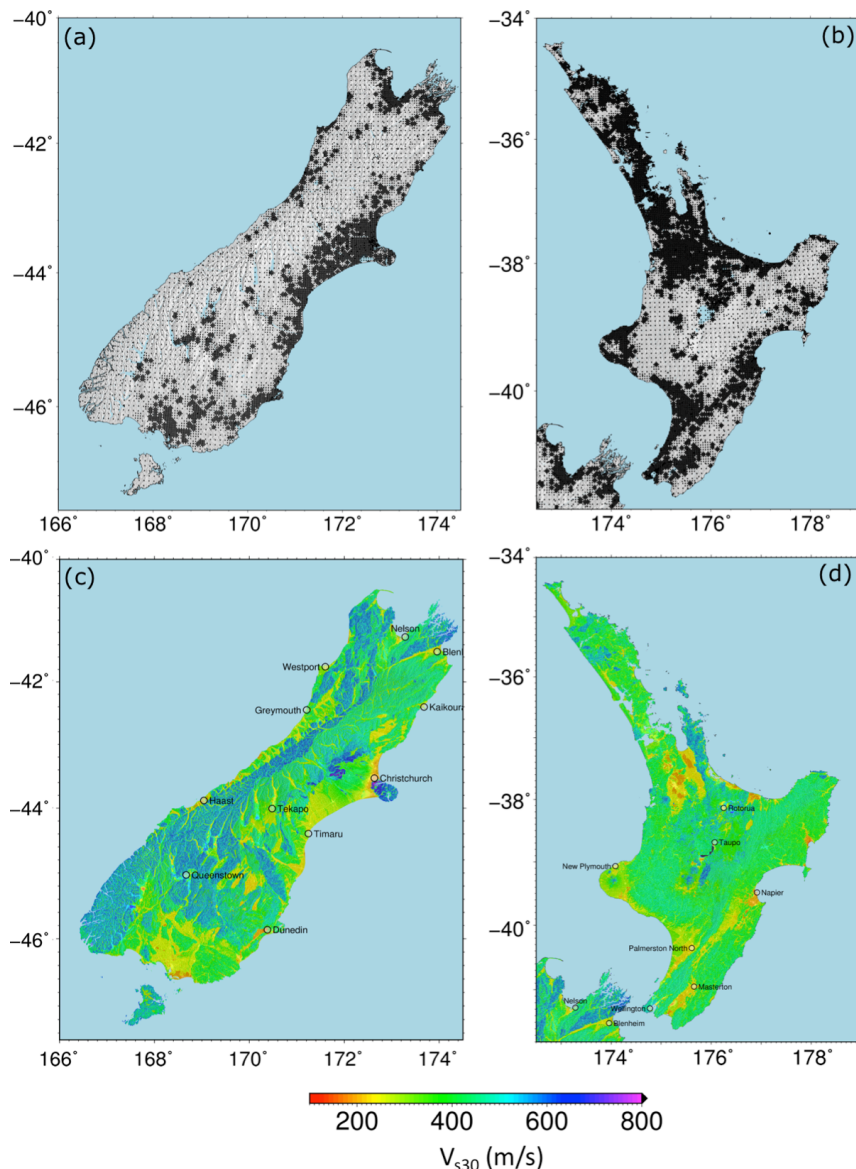 (a)
−40˚
−42˚
−44˚
−46˚
166˚ 168˚ 170˚ 172˚ 174˚
(b)
−34˚
−36˚
−38˚
−40˚
174˚ 176˚ 178˚
(c)
−40˚
−42˚
−44˚
−46˚
Nelson
Blenl
Westport
Kaikoura
Greymouth
Christchurch
Haast
Tekapo
Timaru
Queenstown
Dunedin
166˚ 168˚ 170˚ 172˚ 174˚
(d)
−34˚
−36˚
−38˚
−40˚
Rotorua
Taupo
New Plymouth
Napier
Palmerston North
Masterton
Nelson
Wellington
Blenheim
174˚ 176˚ 178˚
200 400 600 800
Vs30 (m/s)